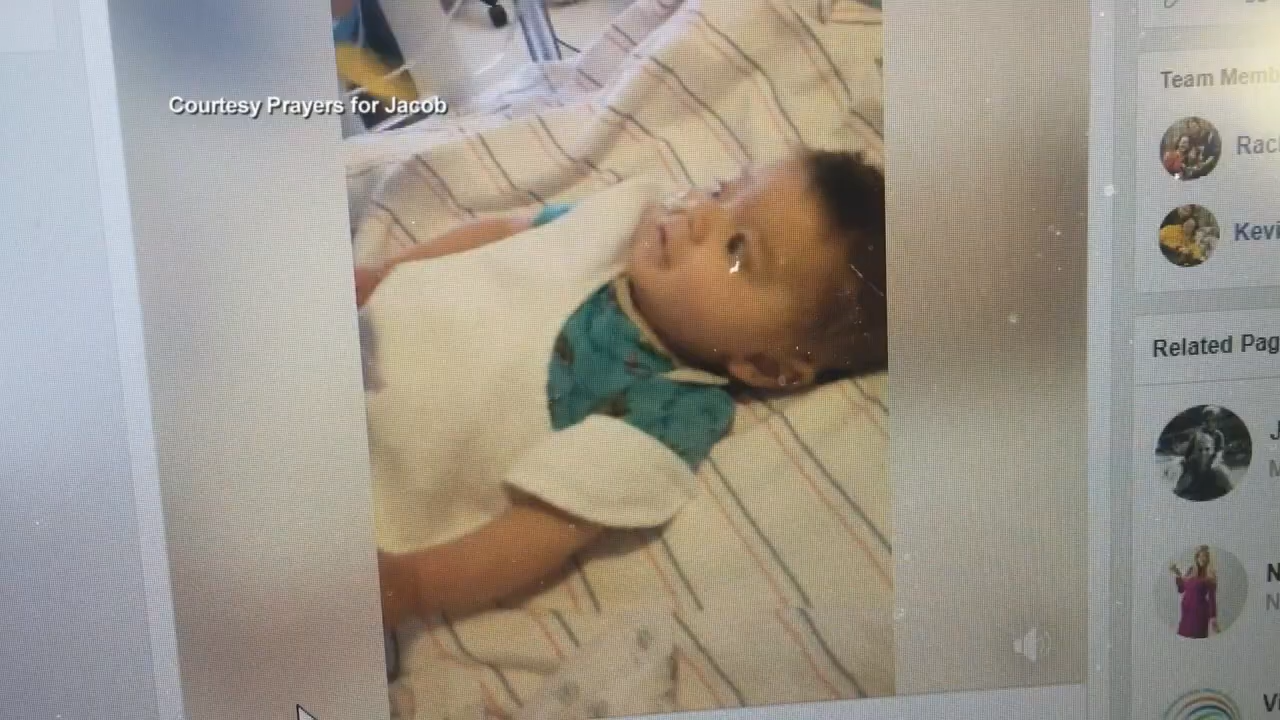 Courtesy Prayers for Jacob
Team Memb
Rac
Kevi
Related Pag
J
M
N
N
V